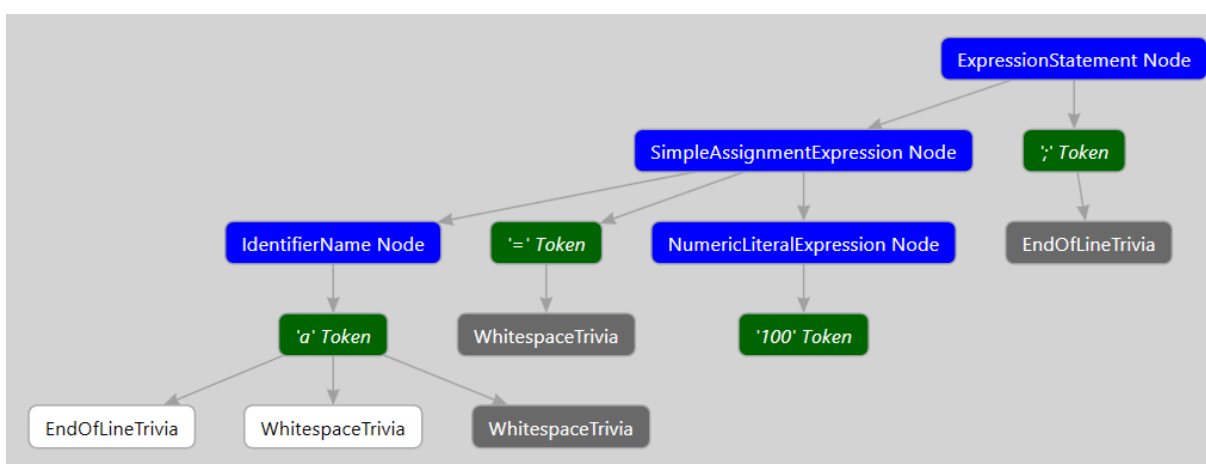 ExpressionStatement Node
SimpleAssignmentExpression Node
';' Token
IdentifierName Node
'=' Token
NumericLiteralExpression Node
EndOfLineTrivia
'a' Token
WhitespaceTrivia
'100' Token
EndOfLineTrivia
WhitespaceTrivia
WhitespaceTrivia